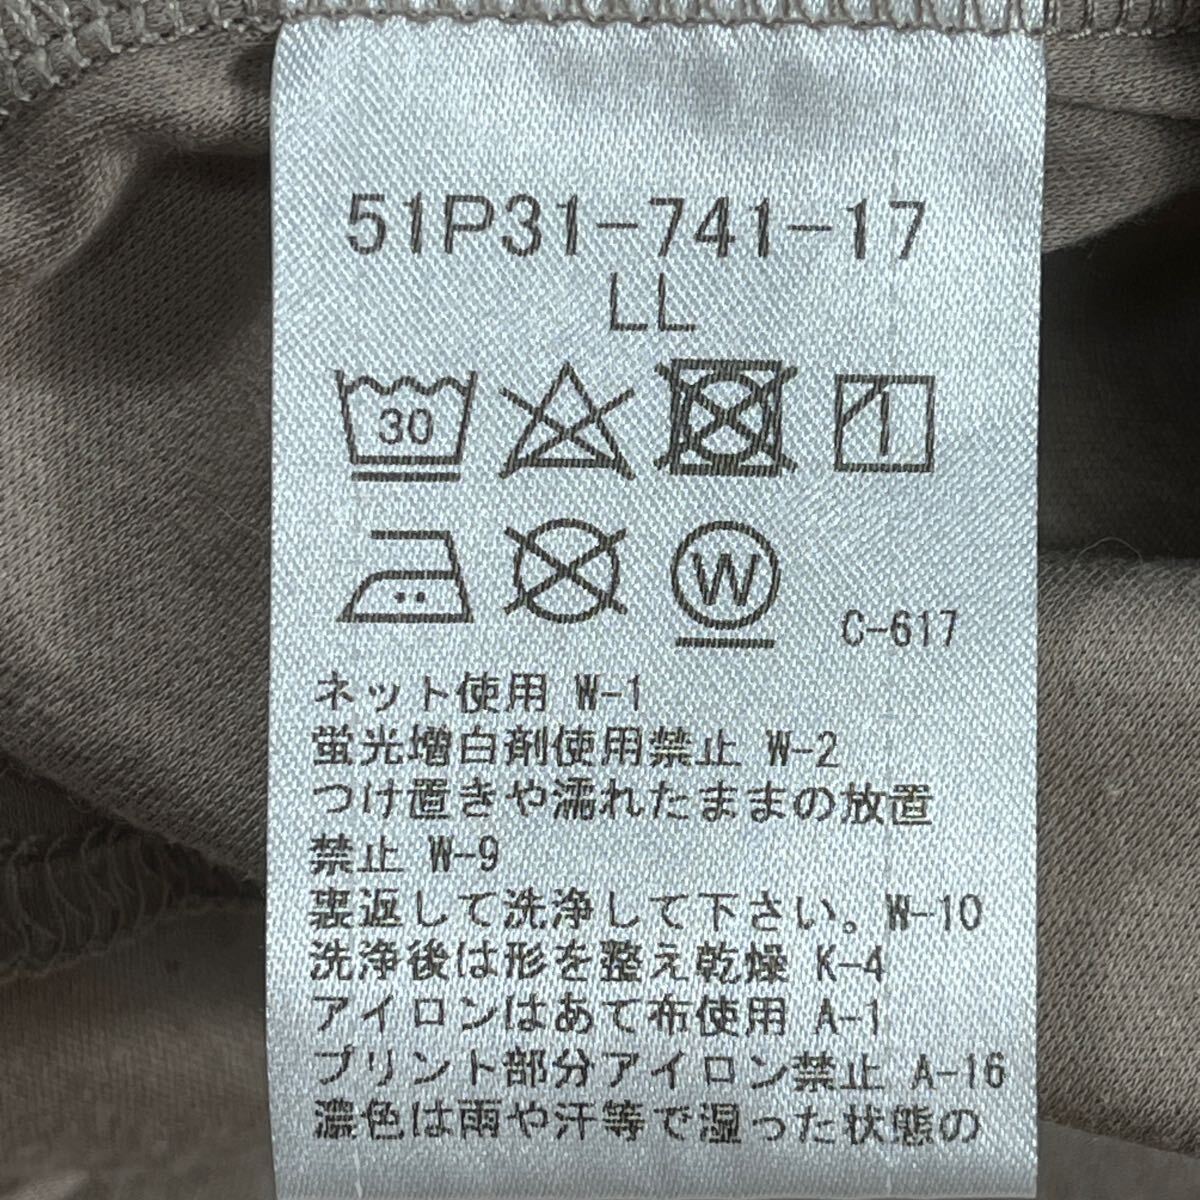 51P31-741-17
LL
30
1
W
C-617
ネット使用 W-1
蛍光増白剤使用禁止 W-2
つけ置きや濡れたままの放置
禁止 W-9
裏返して洗浄して下さい。W-10
洗浄後は形を整え乾燥 K-4
アイロンはあて布使用 A-1
プリント部分アイロン禁止 A-16
濃色は雨や汗等で湿った状態の